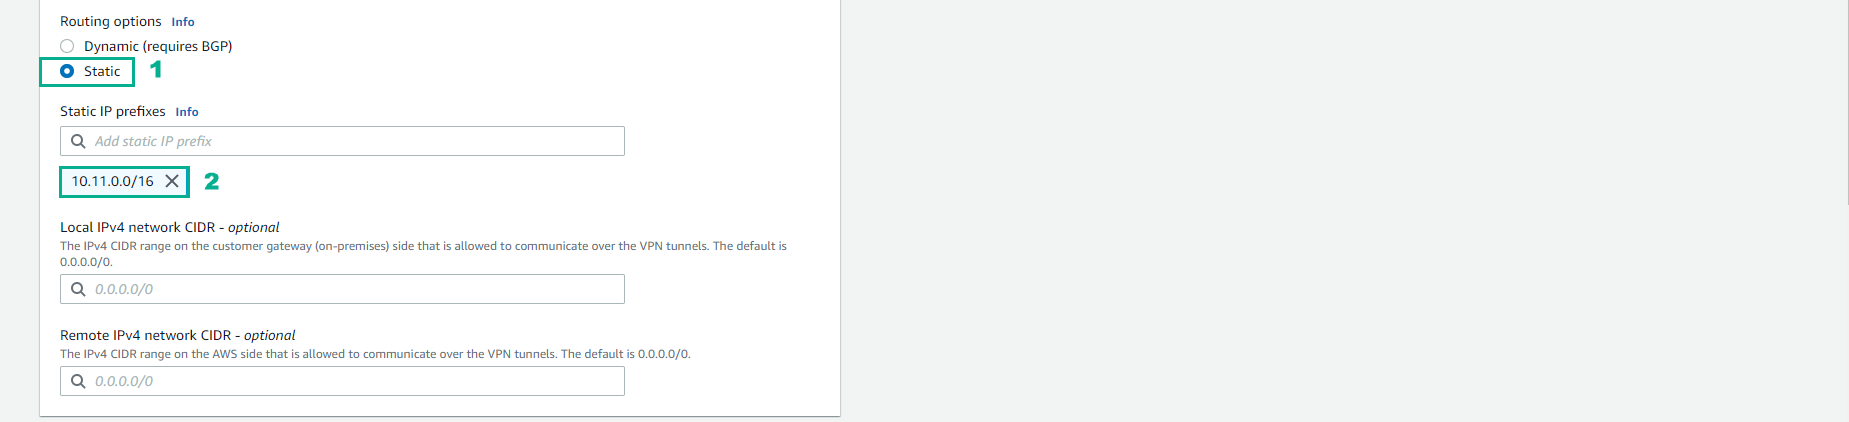 Routing options Info
Dynamic (requires BGP)
Static 1
Static IP prefixes Info
Add static IP prefix
10.11.0.0/16 2
Local IPv4 network CIDR - optional
The IPv4 CIDR range on the customer gateway (on-premises) side that is allowed to communicate over the VPN tunnels. The default is
0.0.0.0/0.
0.0.0.0/0
Remote IPv4 network CIDR - optional
The IPv4 CIDR range on the AWS side that is allowed to communicate over the VPN tunnels. The default is 0.0.0.0/0.
0.0.0.0/0